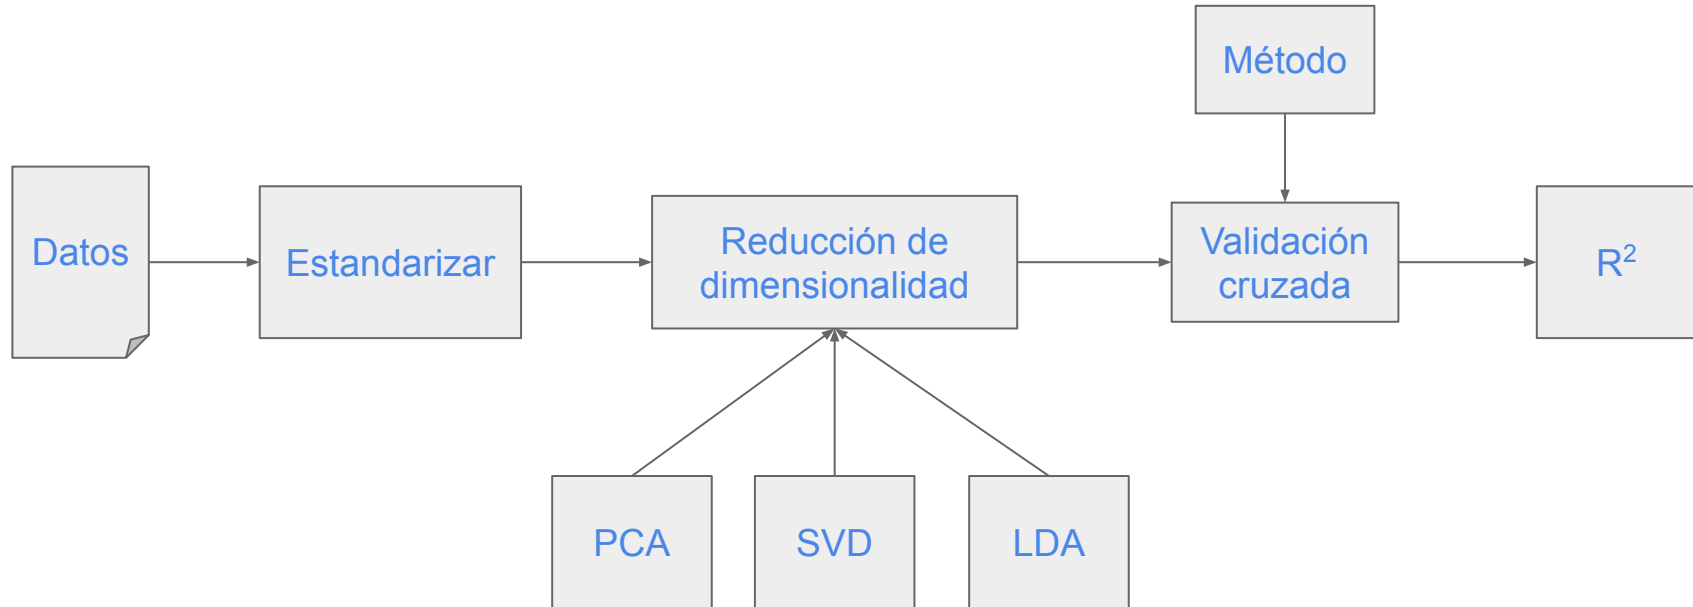 Método
Datos
Estandarizar
Reducción de
dimensionalidad
Validación
cruzada
R²
PCA
SVD
LDA